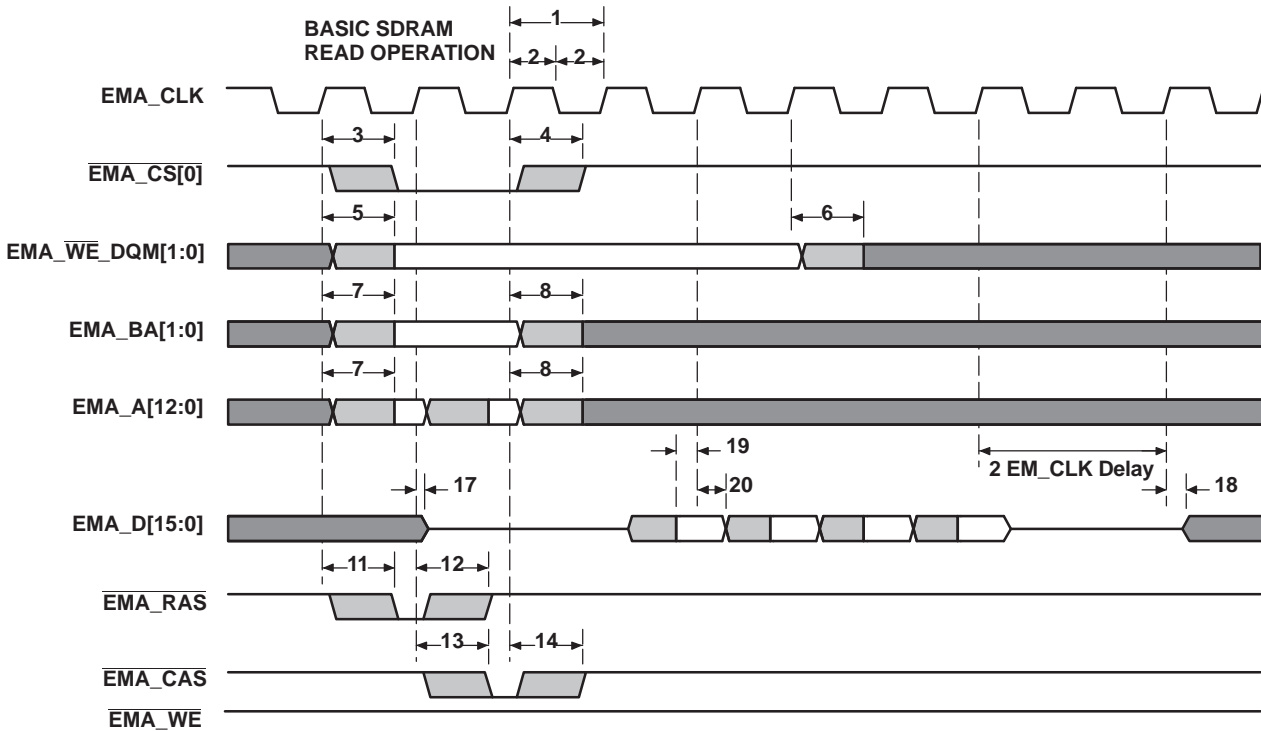 BASIC SDRAM
READ OPERATION
1
2 2
EMA_CLK
3 4
EMA_CS[0]
5 6
EMA_WE_DQM[1:0]
7 8
EMA_BA[1:0]
7 8
EMA_A[12:0]
19
2 EM_CLK Delay
17 20 18
EMA_D[15:0]
11 12
EMA_RAS
13 14
EMA_CAS
EMA_WE